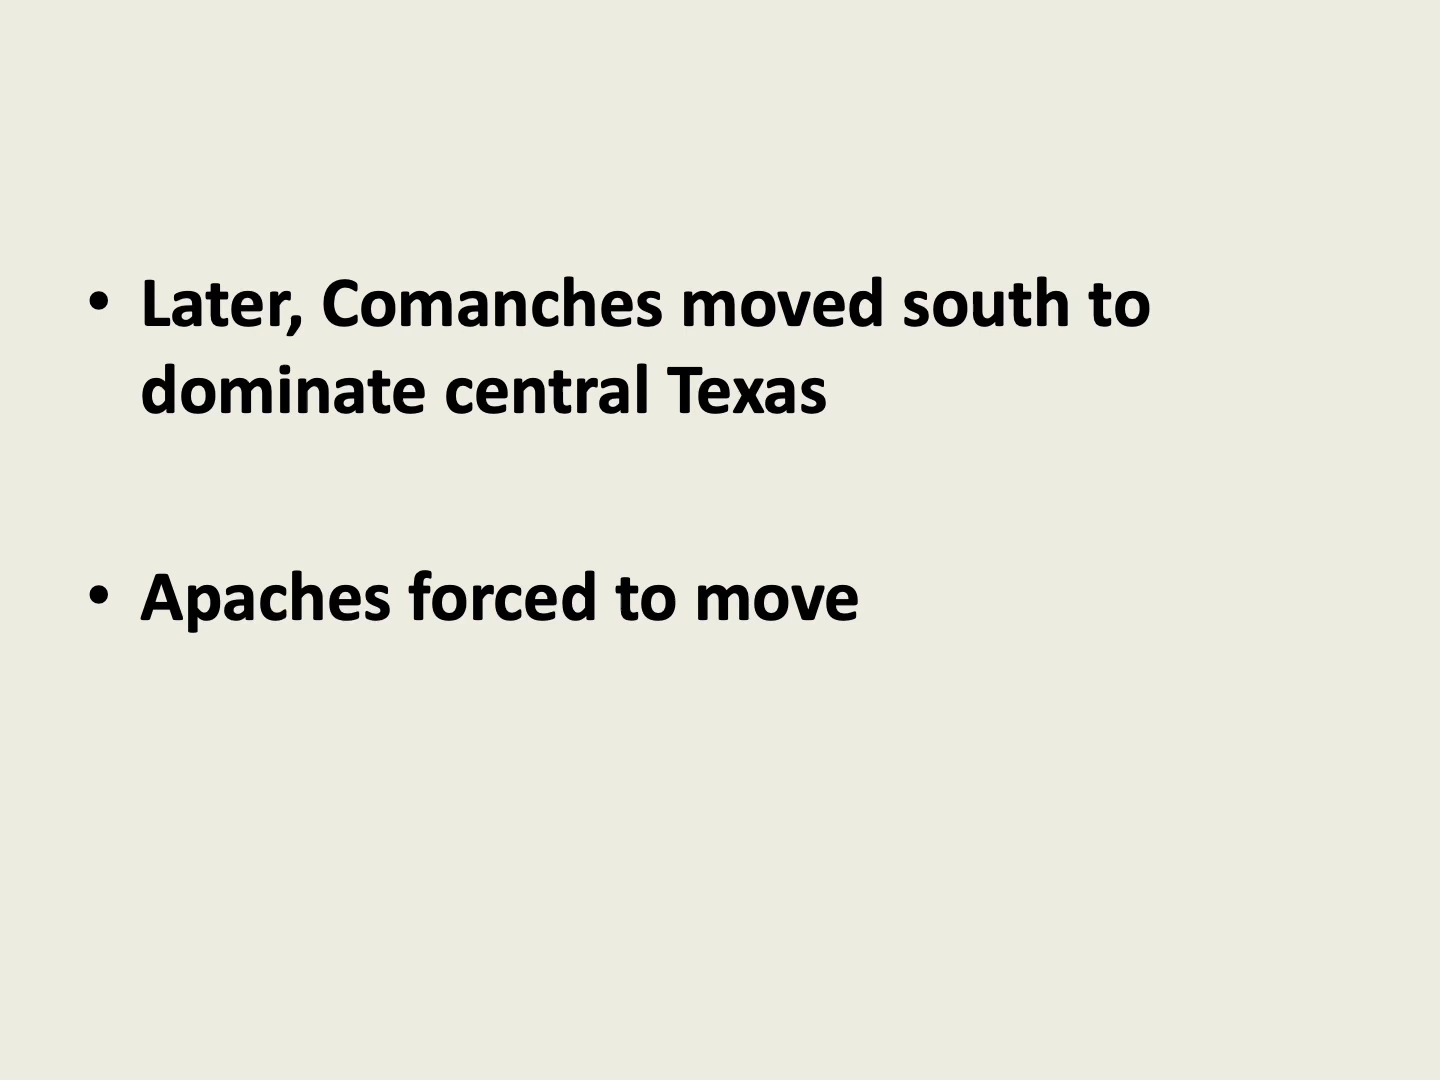 • Later, Comanches moved south to
dominate central Texas
• Apaches forced to move